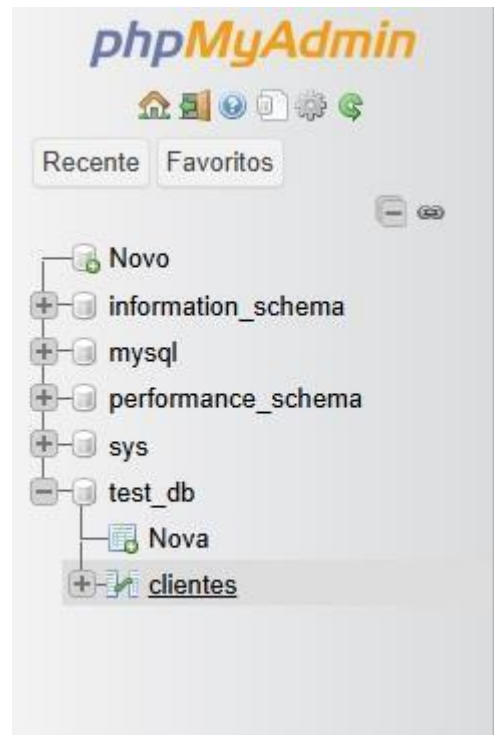 phpMyAdmin
Recente Favoritos
Novo
information_schema
mysql
performance_schema
sys
test_db
Nova
clientes